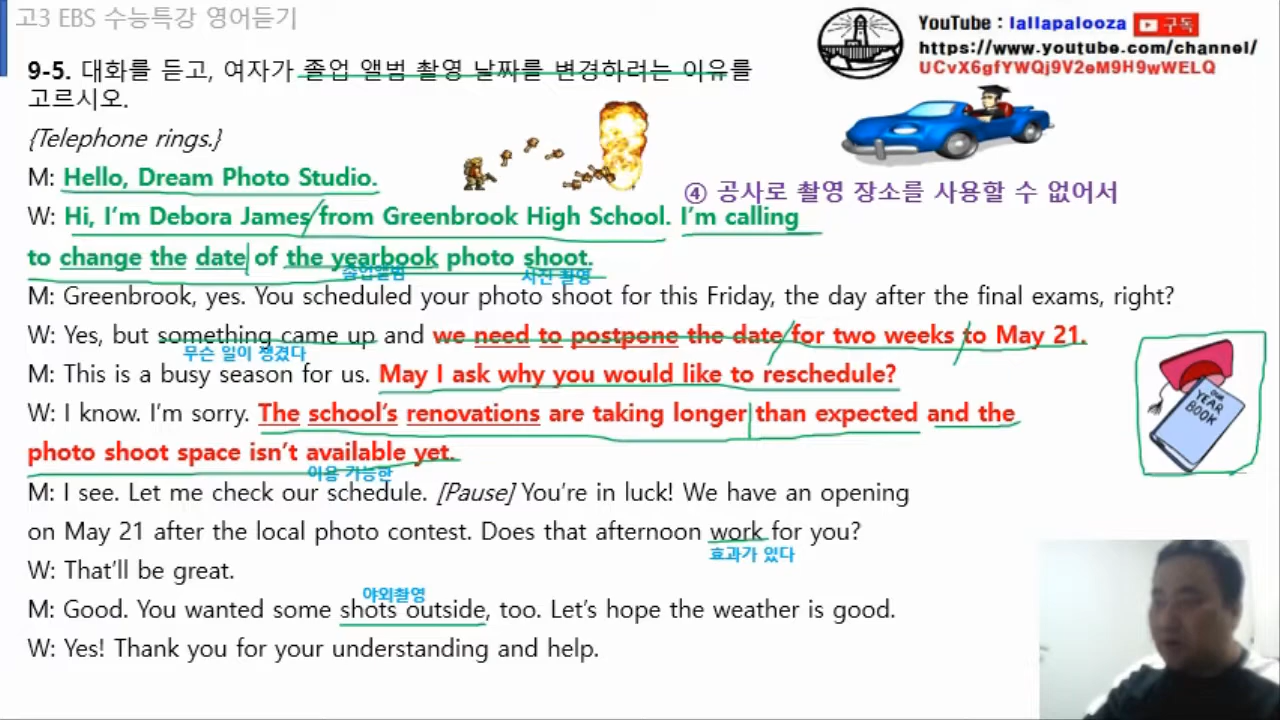 고3 EBS 수능특강 영어듣기
YouTube : lallapalooza 구독
https://www.youtube.com/channel/
UCvX6gfYWQj9V2eM9H9wWELQ
9-5. 대화를 듣고, 여자가 졸업 앨범 촬영 날짜를 변경하려는 이유를
고르시오.
{Telephone rings.}
M: Hello, Dream Photo Studio.
④ 공사로 촬영 장소를 사용할 수 없어서
W: Hi, I'm Debora James from Greenbrook High School. I'm calling
to change the date of the yearbook photo shoot.
졸업앨범 사진 촬영
M: Greenbrook, yes. You scheduled your photo shoot for this Friday, the day after the final exams, right?
W: Yes, but something came up and we need to postpone the date for two weeks to May 21.
무슨 일이 생겼다
M: This is a busy season for us. May I ask why you would like to reschedule?
W: I know. I'm sorry. The school's renovations are taking longer than expected and the
photo shoot space isn't available yet.
이용 가능한
OUR
YEAR
BOOK
M: I see. Let me check our schedule. [Pause] You're in luck! We have an opening
on May 21 after the local photo contest. Does that afternoon work for you?
효과가 있다
W: That'll be great.
야외촬영
M: Good. You wanted some shots outside, too. Let's hope the weather is good.
W: Yes! Thank you for your understanding and help.